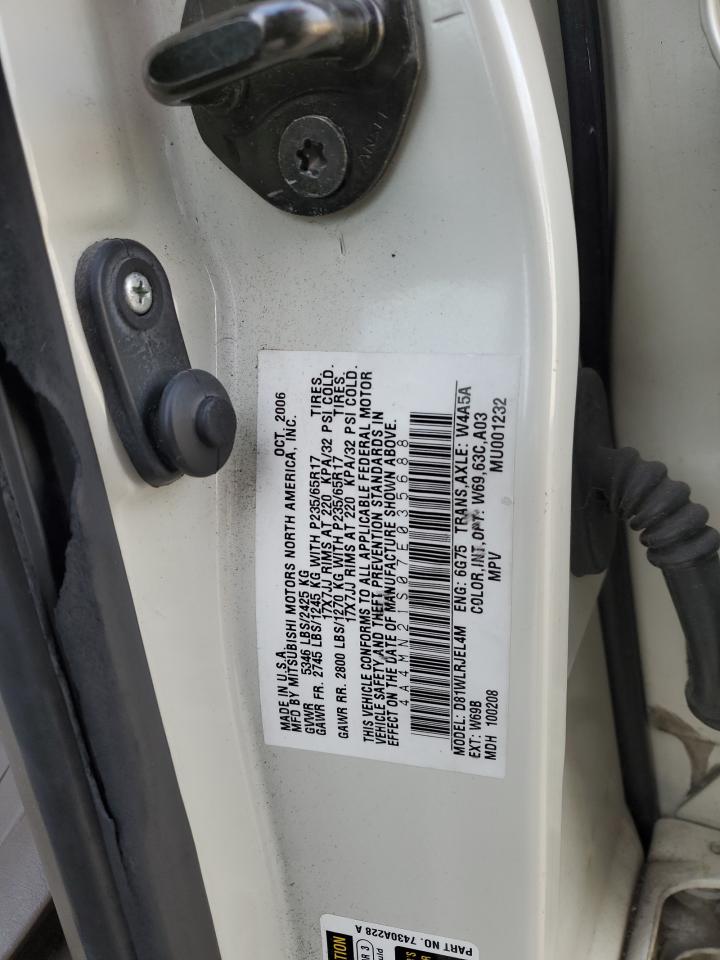 ANSEI
MADE IN U.S.A. OCT, 2006
MFD BY MITSUBISHI MOTORS NORTH AMERICA, INC.
GVWR 5346 LBS/2425 KG
GAWR FR. 2745 LBS/1245 KG WITH P235/65R17 TIRES,
17X7JJ RIMS AT 220 KPA/32 PSI COLD.
GAWR RR. 2800 LBS/1270 KG WITH P235/65R17 TIRES,
17X7JJ RIMS AT 220 KPA/32 PSI COLD.
THIS VEHICLE CONFORMS TO ALL APPLICABLE FEDERAL MOTOR
VEHICLE SAFETY AND THEFT PREVENTION STANDARDS IN
EFFECT ON THE DATE OF MANUFACTURE SHOWN ABOVE.
4A4MN21S07E035688
MODEL: D81WLRJEL4M ENG: 6G75 TRANS,AXLE: W4A5A
EXT: W69B COLOR,INT,OPT: W69,63C,A03
MDH 100208 MPV MU001232
PART NO. 7430A228 A